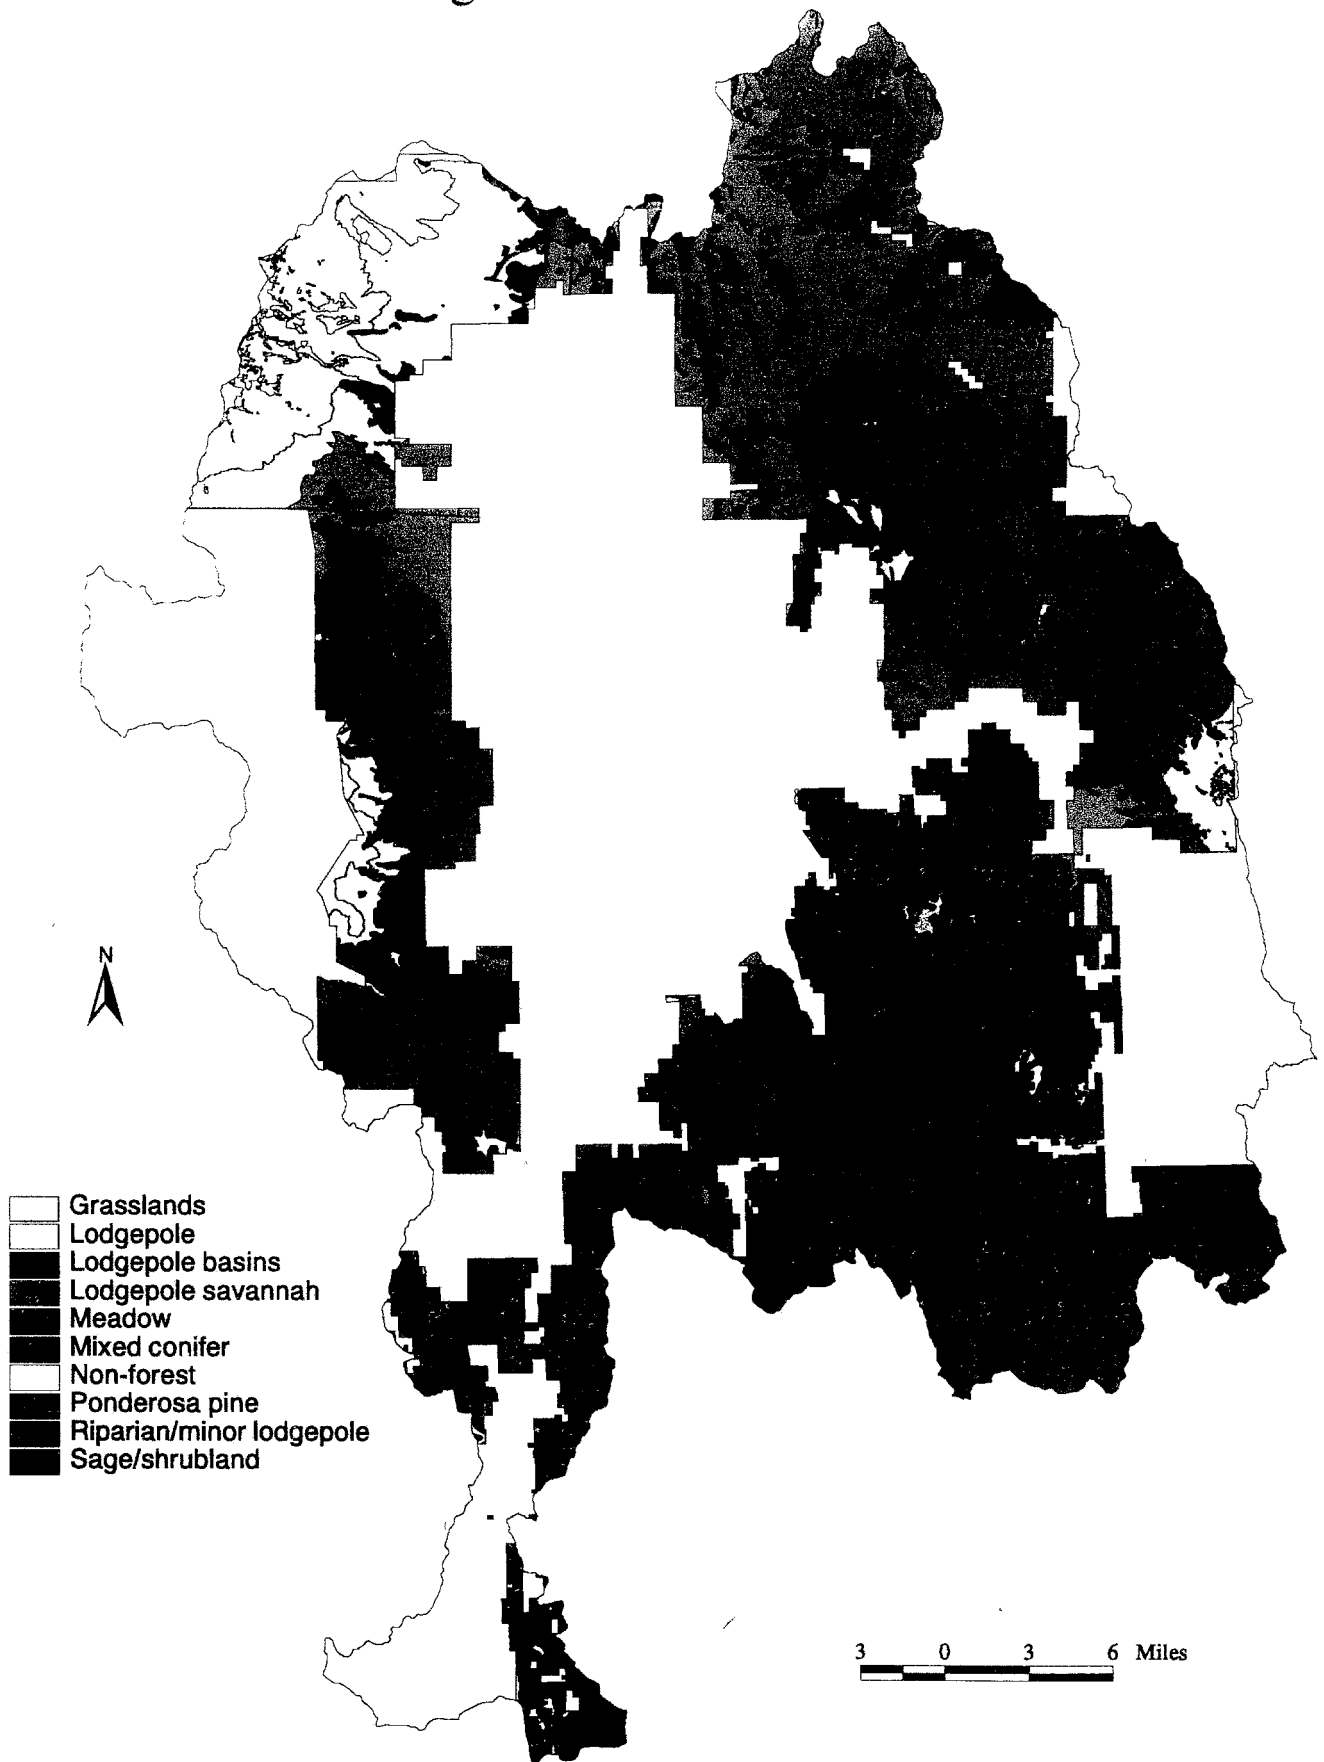 N
Grasslands
Lodgepole
Lodgepole basins
Lodgepole savannah
Meadow
Mixed conifer
Non-forest
Ponderosa pine
Riparian/minor lodgepole
Sage/shrubland
3 0 3 6 Miles